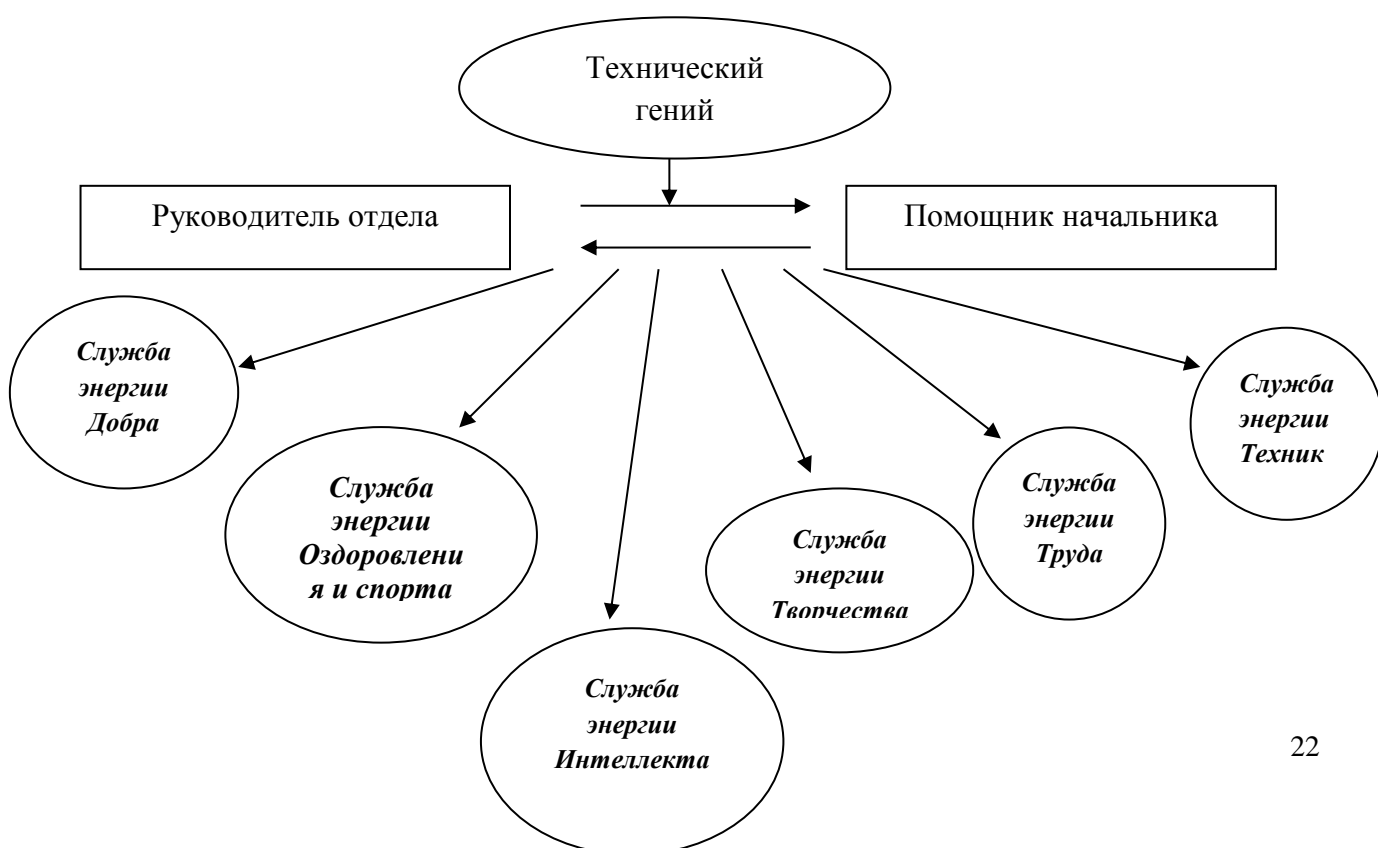 Технический
гений
Руководитель отдела
Помощник начальника
Служба
энергии
Добра
Служба
энергии
Оздоровлени
я и спорта
Служба
энергии
Интеллекта
Служба
энергии
Творчества
Служба
энергии
Труда
Служба
энергии
Техник
22